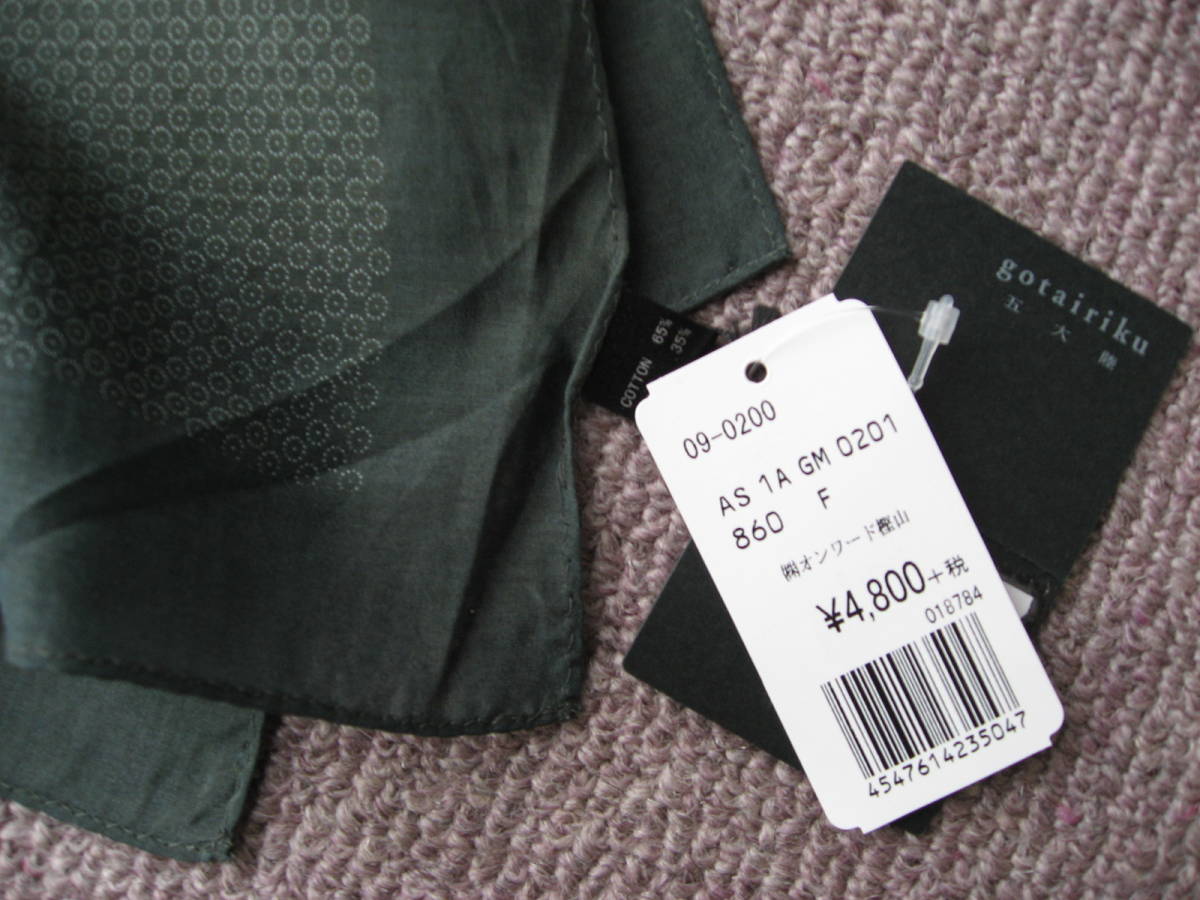 65%
COTTON 35%
gotairiku
五大陸
09-0200
AS 1A GM 0201
860 F
㈱オンワード樫山
¥4,800+税
018784
4547614235047